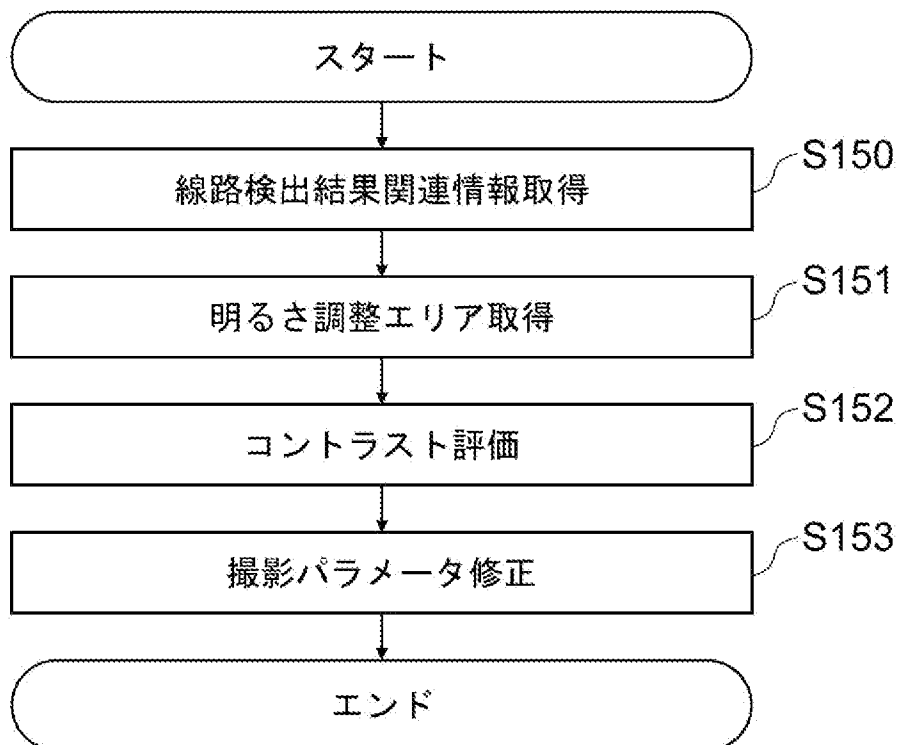 スタート
S150
線路検出結果関連情報取得
S151
明るさ調整エリア取得
S152
コントラスト評価
S153
撮影パラメータ修正
エンド